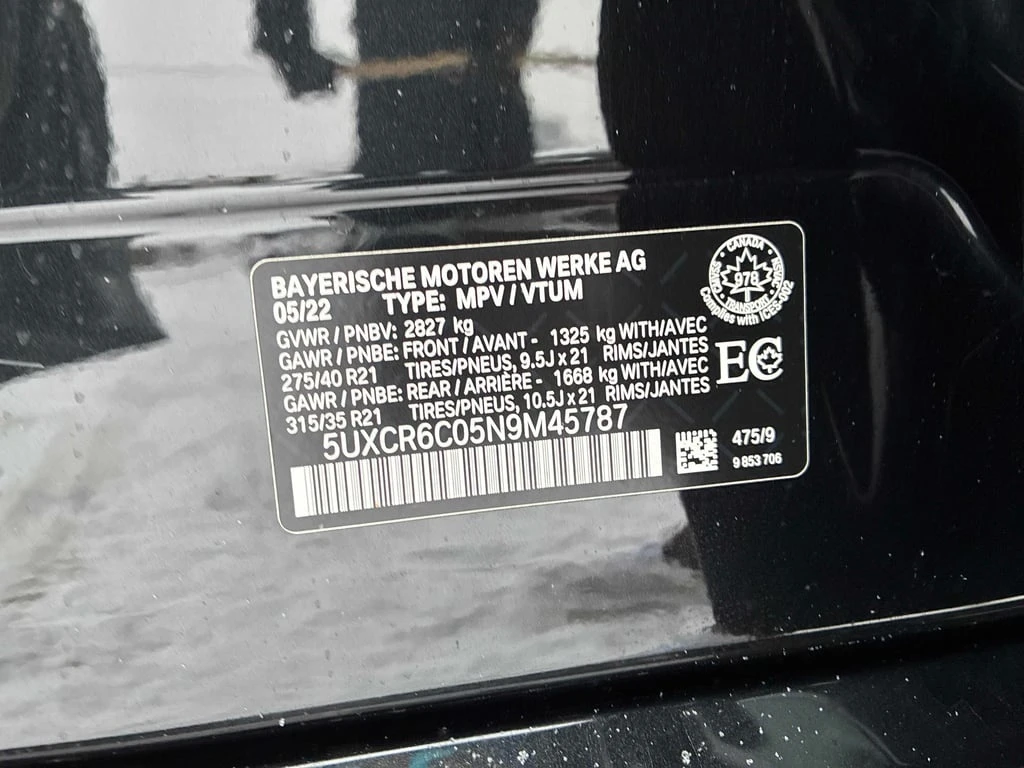 BAYERISCHE MOTOREN WERKE AG
05/22 TYPE: MPV / VTUM
GVWR / PNBV: 2827 kg
GAWR / PNBE: FRONT / AVANT - 1325 kg WITH/AVEC
275/40 R21 TIRES/PNEUS, 9.5J x 21 RIMS/JANTES
GAWR / PNBE: REAR / ARRIÈRE - 1668 kg WITH/AVEC
315/35 R21 TIRES/PNEUS, 10.5J x 21 RIMS/JANTES
5UXCR6C05N9M45787
CANADA
978
TRANSPORT
Complies with ICES-002
EC
475/9
9 853 706